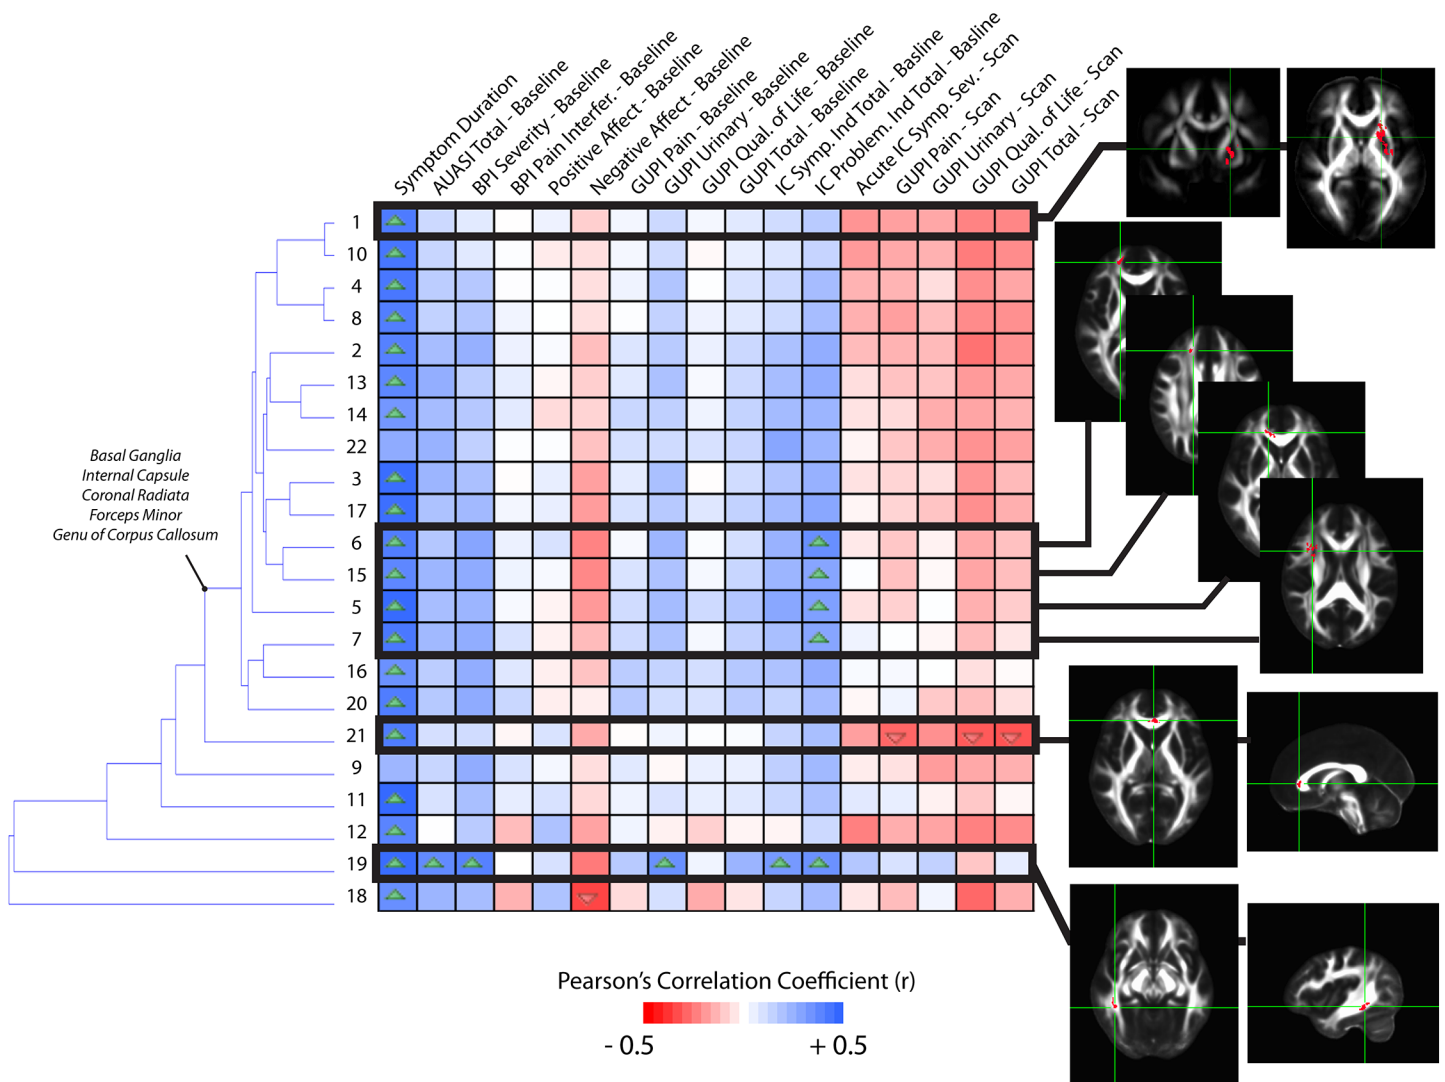 Symptom Duration
AUASI Total - Baseline
BPI Severity - Baseline
BPI Pain Interfer. - Baseline
Positive Affect - Baseline
Negative Affect - Baseline
GUPI Pain - Baseline
GUPI Urinary - Baseline
GUPI Qual. of Life - Baseline
GUPI Total - Baseline
IC Symp. Ind Total - Basline
IC Problem. Ind Total - Basline
Acute IC Symp. Sev. - Scan
GUPI Pain - Scan
GUPI Urinary - Scan
GUPI Qual. of Life - Scan
GUPI Total - Scan
1
10
4
8
2
13
14
22
3
17
6
15
5
7
16
20
21
9
11
12
19
18
Basal Ganglia
Internal Capsule
Coronal Radiata
Forceps Minor
Genu of Corpus Callosum
Pearson's Correlation Coefficient (r)
- 0.5
+ 0.5